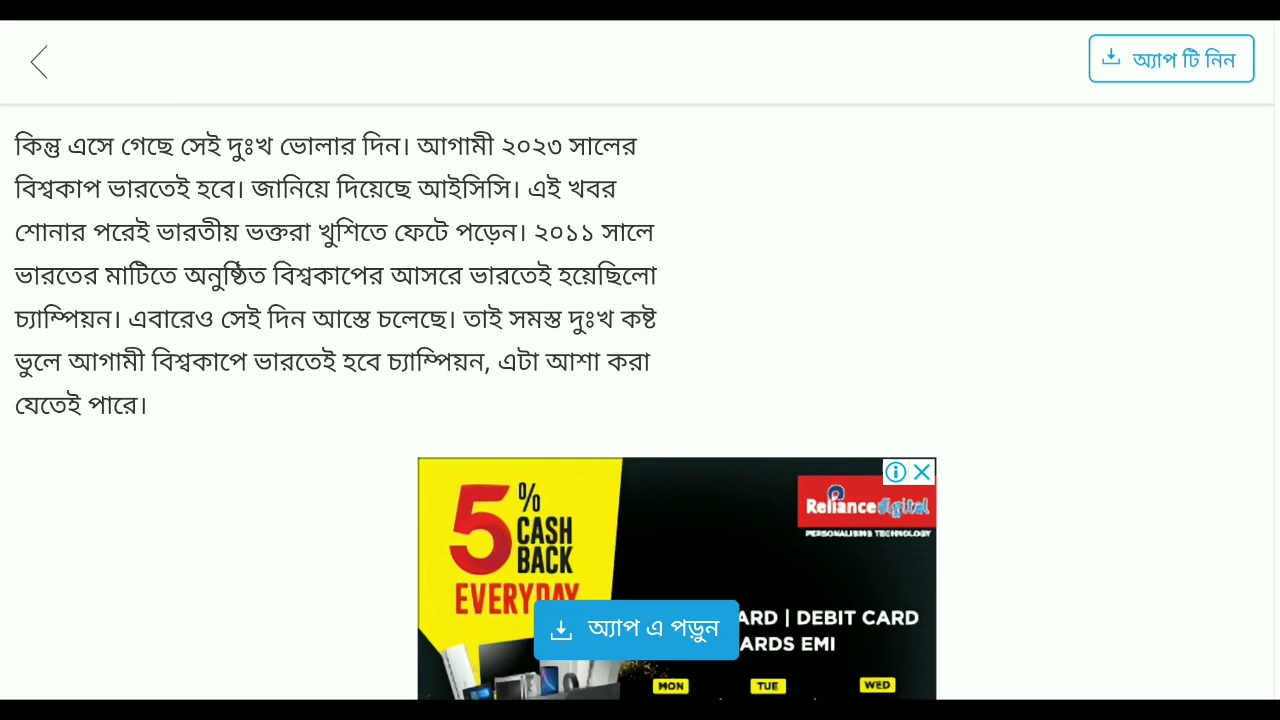 অ্যাপ টি নিন
কিন্তু এসে গেছে সেই দুঃখ ভোলার দিন। আগামী ২০২৩ সালের
বিশ্বকাপ ভারতেই হবে। জানিয়ে দিয়েছে আইসিসি। এই খবর
শোনার পরেই ভারতীয় ভক্তরা খুশিতে ফেটে পড়েন। ২০১১ সালে
ভারতের মাটিতে অনুষ্ঠিত বিশ্বকাপের আসরে ভারতেই হয়েছিলো
চ্যাম্পিয়ন। এবারেও সেই দিন আস্তে চলেছে। তাই সমস্ত দুঃখ কষ্ট
ভুলে আগামী বিশ্বকাপে ভারতেই হবে চ্যাম্পিয়ন, এটা আশা করা
যেতেই পারে।
5% CASH BACK
EVERYDAY
Reliance digital
PERSONALISING TECHNOLOGY
ARD | DEBIT CARD
ARDS EMI
অ্যাপ এ পড়ুন
MON TUE WED